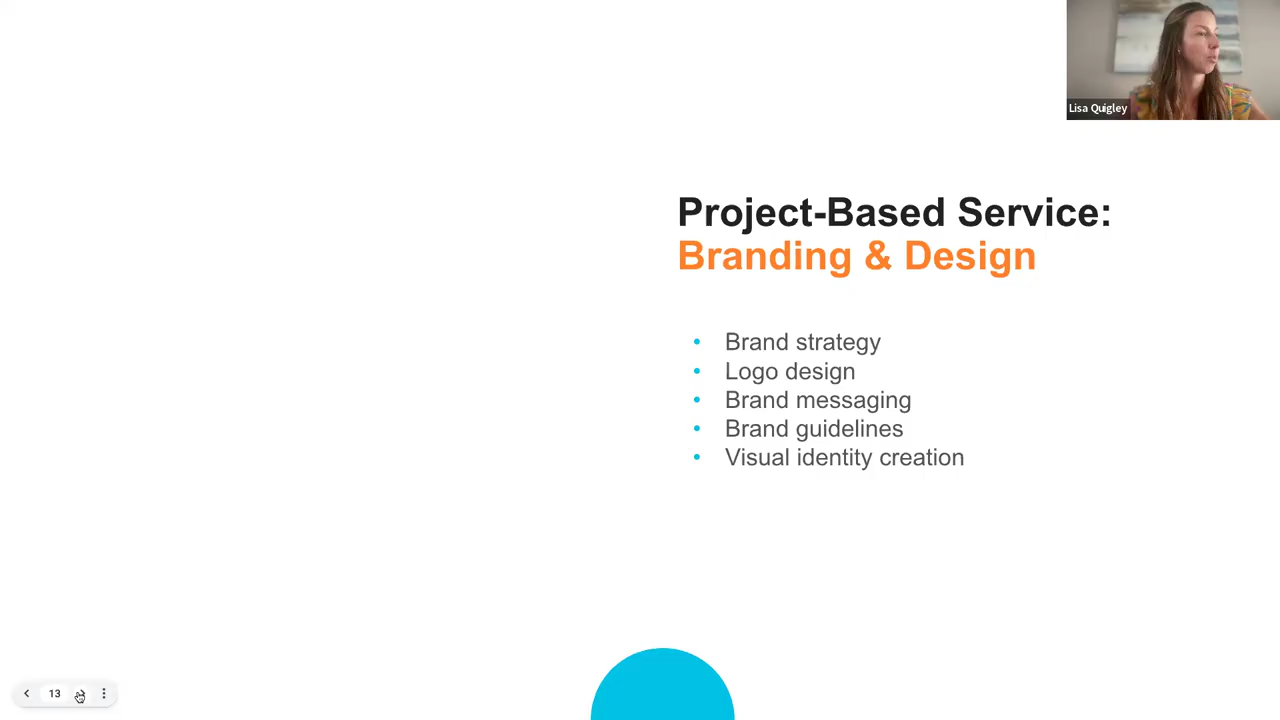 Lisa Quigley
Project-Based Service:
Branding & Design
• Brand strategy
• Logo design
• Brand messaging
• Brand guidelines
• Visual identity creation
13